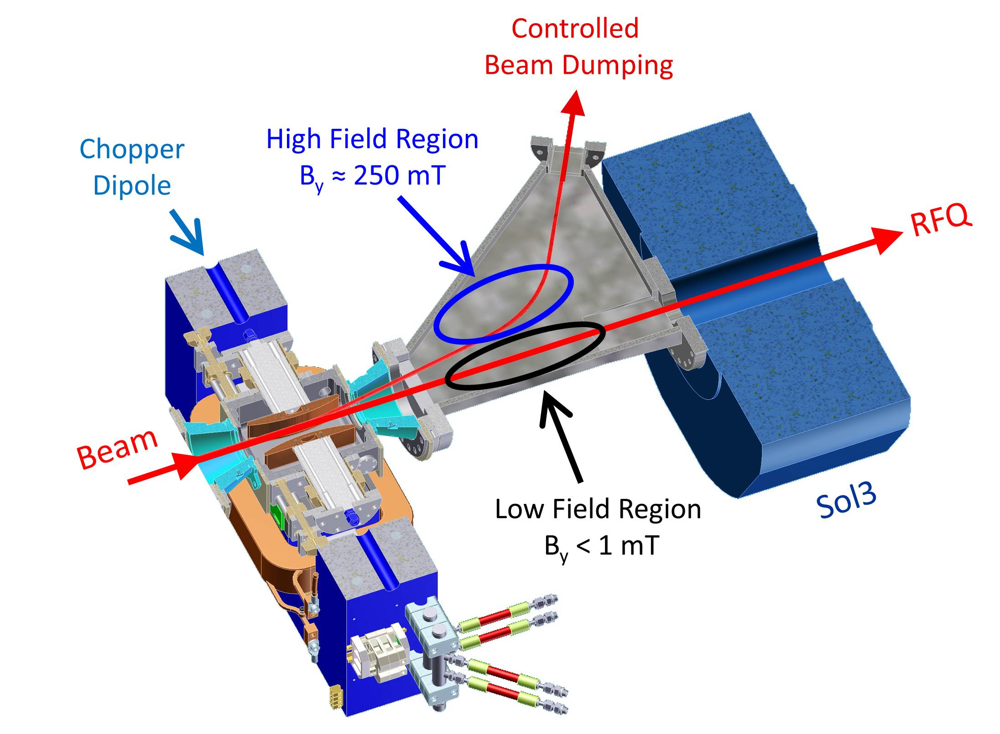 Controlled
Beam Dumping
High Field Region
By ≈ 250 mT
Chopper
Dipole
RFQ
Beam
Sol3
Low Field Region
By < 1 mT